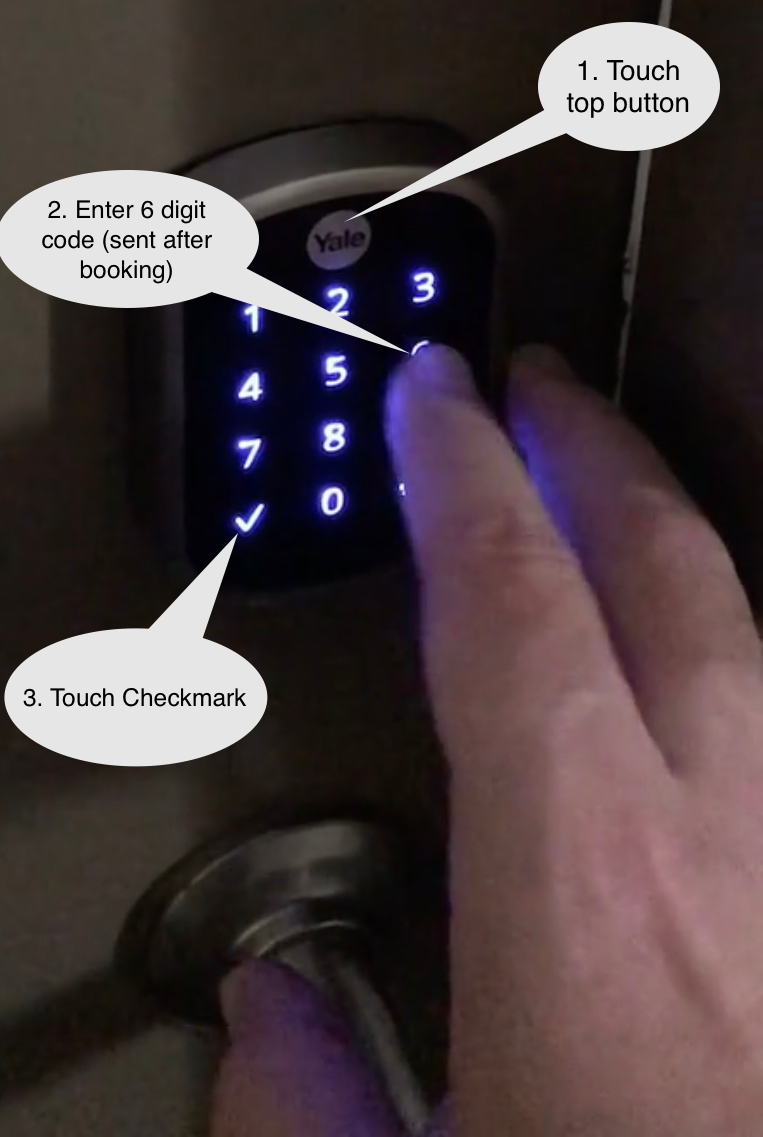 1. Touch
top button
2. Enter 6 digit
code (sent after
booking)
Yale
1 2 3
4 5
7 8
✓ 0
3. Touch Checkmark